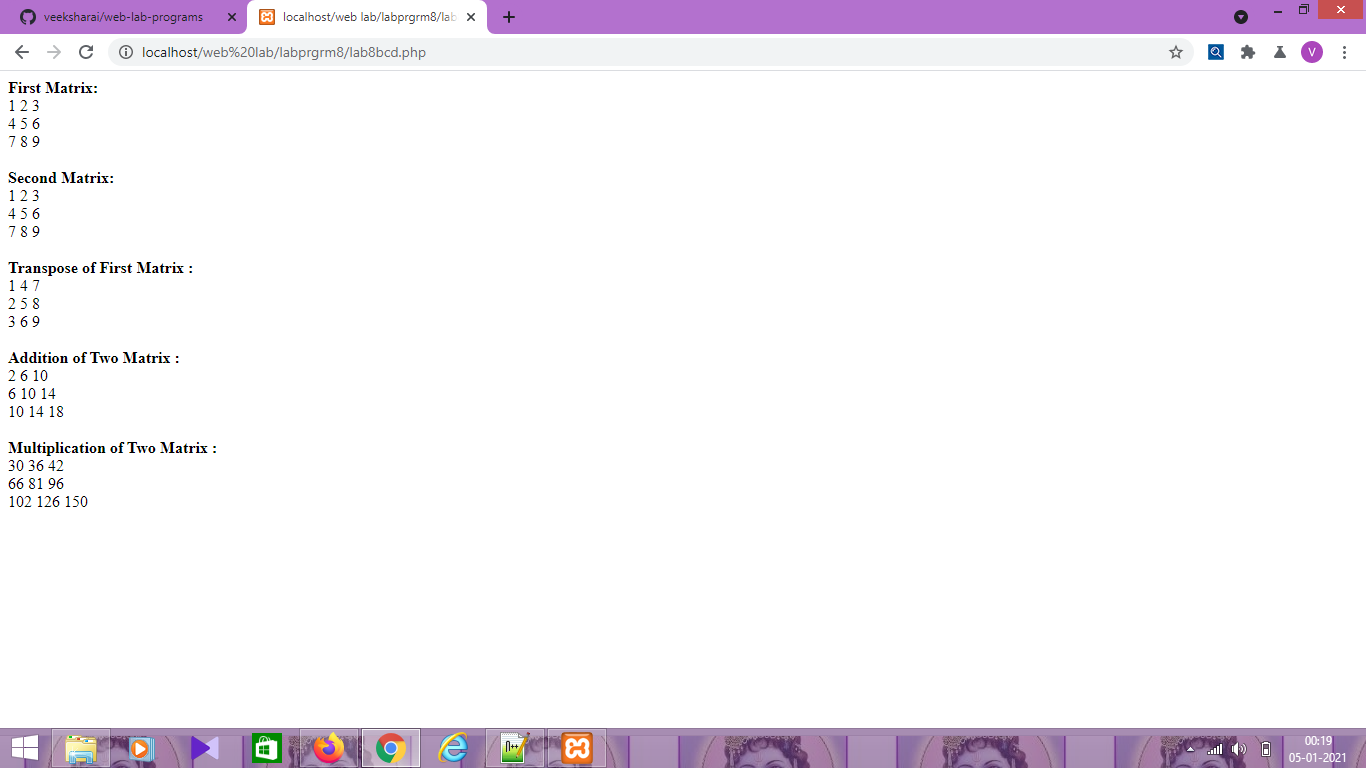 veeksharai/web-lab-programs
localhost/web lab/labprgrm8/lab
localhost/web%20lab/labprgrm8/lab8bcd.php
V
First Matrix:
1 2 3
4 5 6
7 8 9
Second Matrix:
1 2 3
4 5 6
7 8 9
Transpose of First Matrix :
1 4 7
2 5 8
3 6 9
Addition of Two Matrix :
2 6 10
6 10 14
10 14 18
Multiplication of Two Matrix :
30 36 42
66 81 96
102 126 150
00:19
05-01-2021